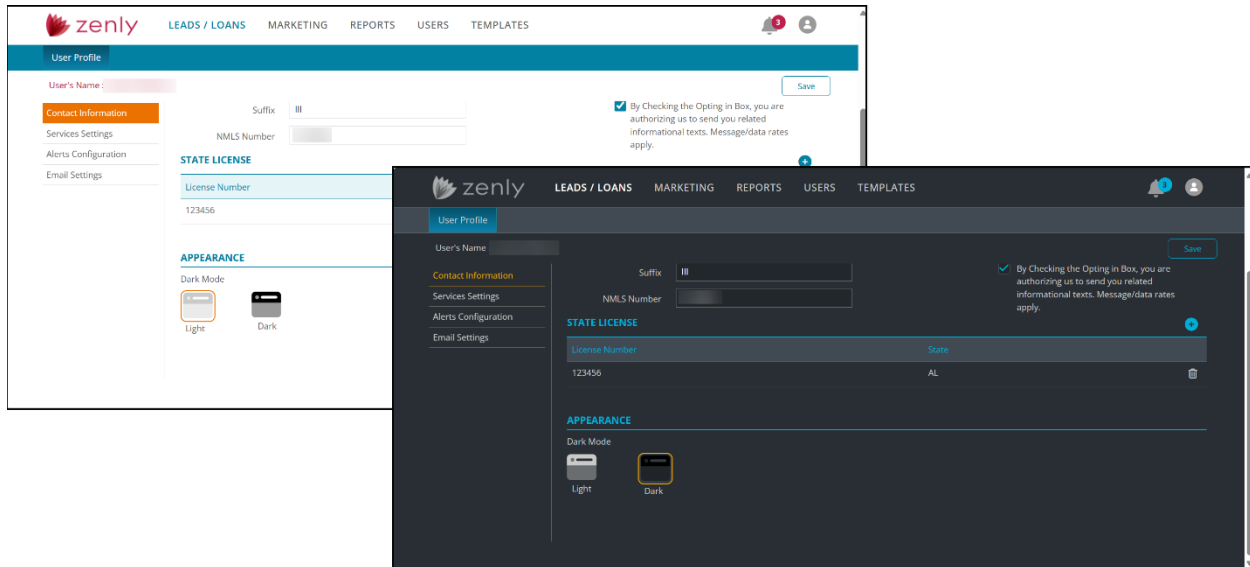 zenly LEADS / LOANS MARKETING REPORTS USERS TEMPLATES 3
User Profile
User's Name :
Save
Contact Information
Services Settings
Alerts Configuration
Email Settings
Suffix III
NMLS Number
By Checking the Opting in Box, you are
authorizing us to send you related
informational texts. Message/data rates
apply.
STATE LICENSE
License Number
123456
APPEARANCE
Dark Mode
Light Dark
zenly LEADS / LOANS MARKETING REPORTS USERS TEMPLATES 3
User Profile
User's Name
Save
Contact Information
Services Settings
Alerts Configuration
Email Settings
Suffix III
NMLS Number
By Checking the Opting in Box, you are
authorizing us to send you related
informational texts. Message/data rates
apply.
STATE LICENSE
License Number State
123456 AL
APPEARANCE
Dark Mode
Light Dark